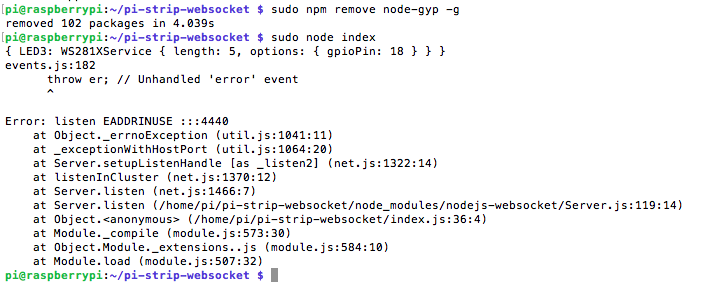 pi@raspberrypi:~/pi-strip-websocket $ sudo npm remove node-gyp -g
removed 102 packages in 4.039s
pi@raspberrypi:~/pi-strip-websocket $ sudo node index
{ LED3: WS281XService { length: 5, options: { gpioPin: 18 } } }
events.js:182
      throw er; // Unhandled 'error' event
      ^

Error: listen EADDRINUSE :::4440
    at Object._errnoException (util.js:1041:11)
    at _exceptionWithHostPort (util.js:1064:20)
    at Server.setupListenHandle [as _listen2] (net.js:1322:14)
    at listenInCluster (net.js:1370:12)
    at Server.listen (net.js:1466:7)
    at Server.listen (/home/pi/pi-strip-websocket/node_modules/nodejs-websocket/Server.js:119:14)
    at Object.<anonymous> (/home/pi/pi-strip-websocket/index.js:36:4)
    at Module._compile (module.js:573:30)
    at Object.Module._extensions..js (module.js:584:10)
    at Module.load (module.js:507:32)
pi@raspberrypi:~/pi-strip-websocket $